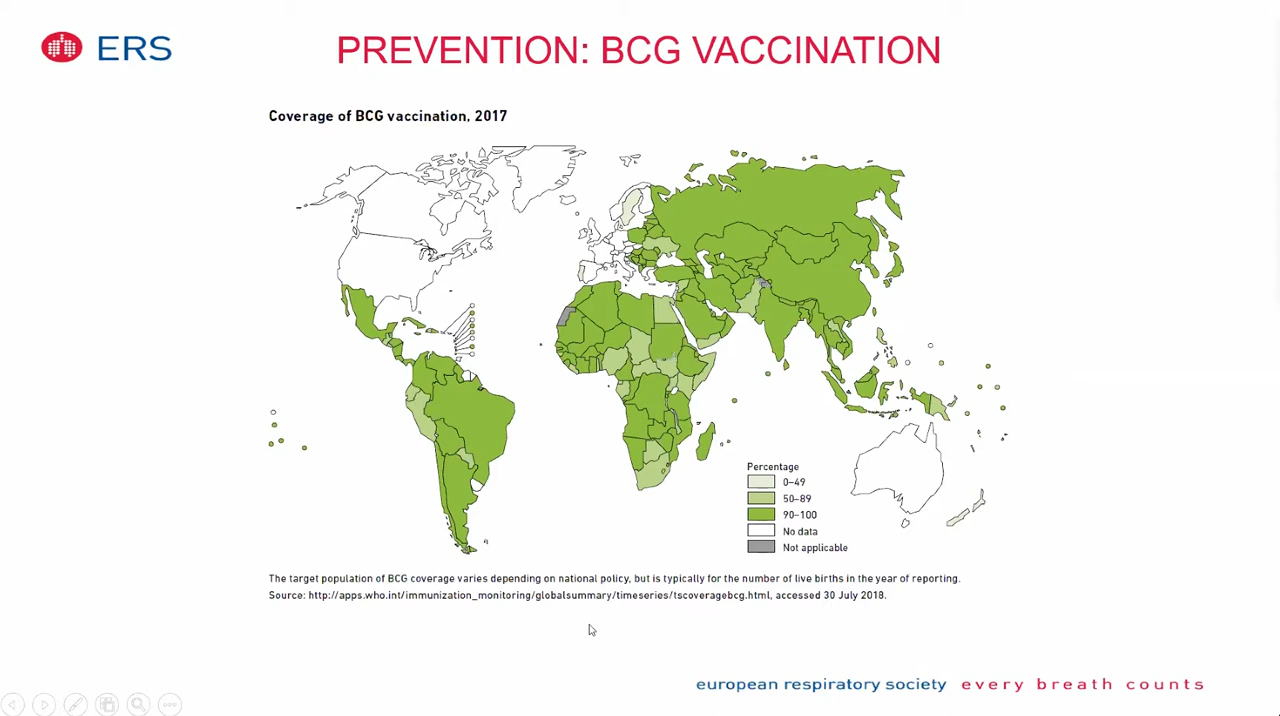 ERS
PREVENTION: BCG VACCINATION
Coverage of BCG vaccination, 2017
Percentage
0–49
50–89
90–100
No data
Not applicable
The target population of BCG coverage varies depending on national policy, but is typically for the number of live births in the year of reporting.
Source: http://apps.who.int/immunization_monitoring/globalsummary/timeseries/tscoveragebcg.html, accessed 30 July 2018.
european respiratory society every breath counts